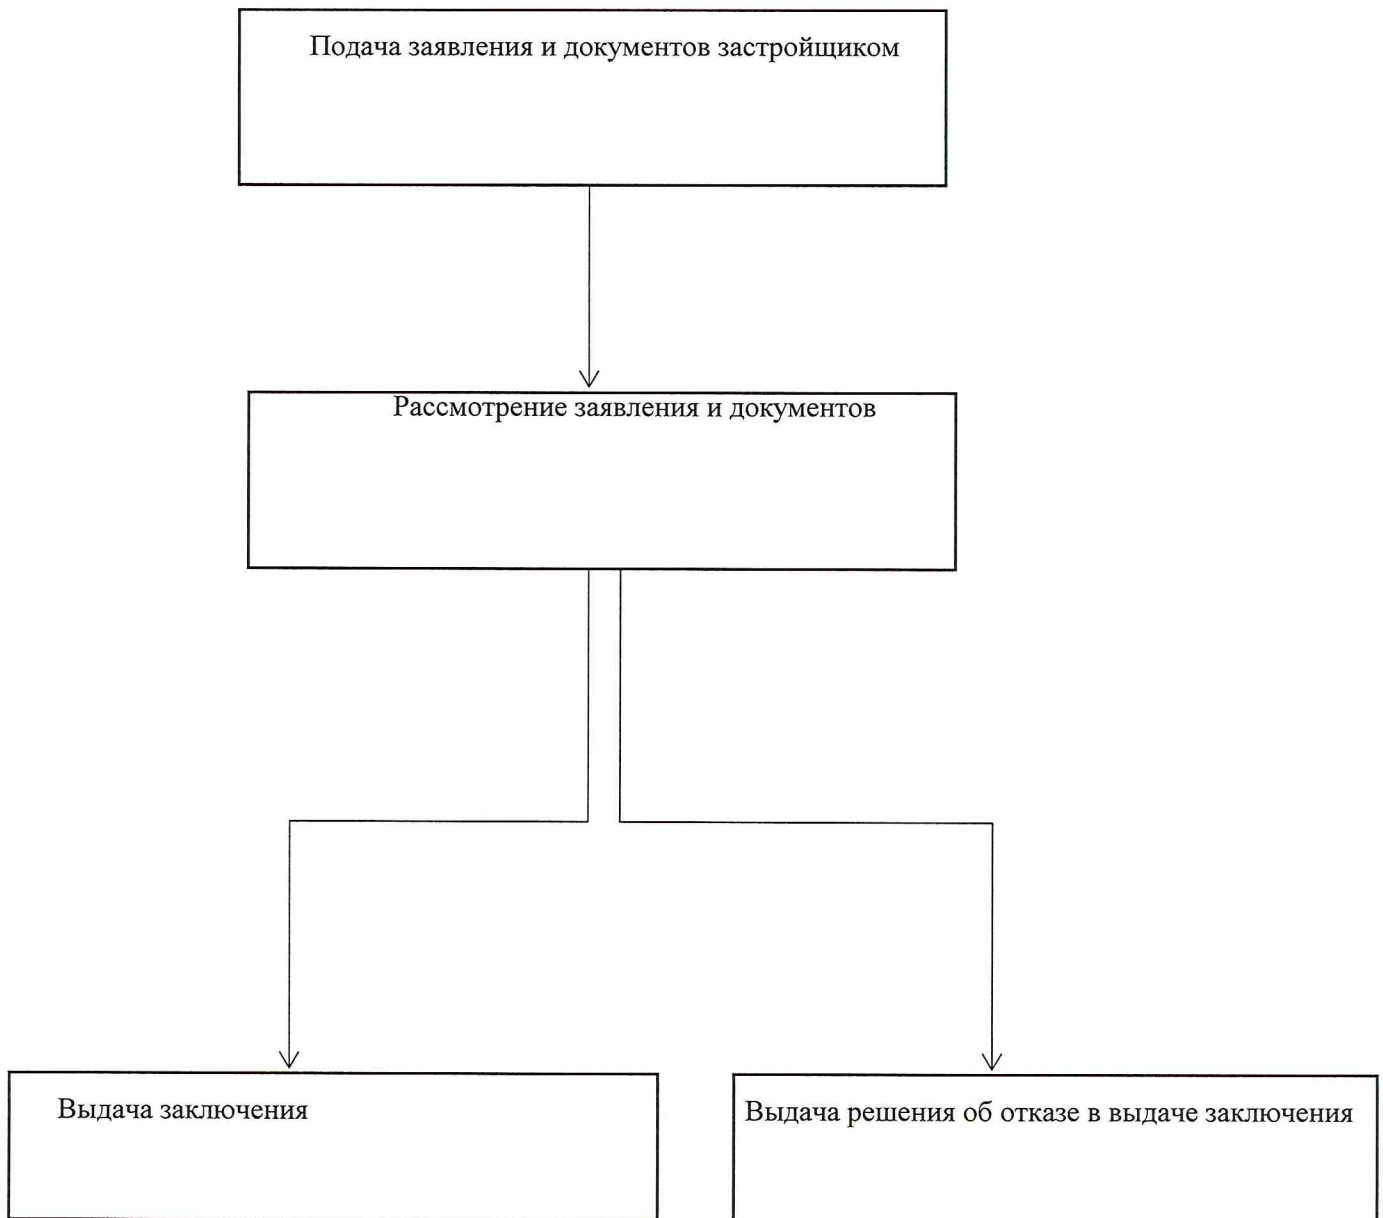 Подача заявления и документов застройщиком
Рассмотрение заявления и документов
Выдача заключения
Выдача решения об отказе в выдаче заключения